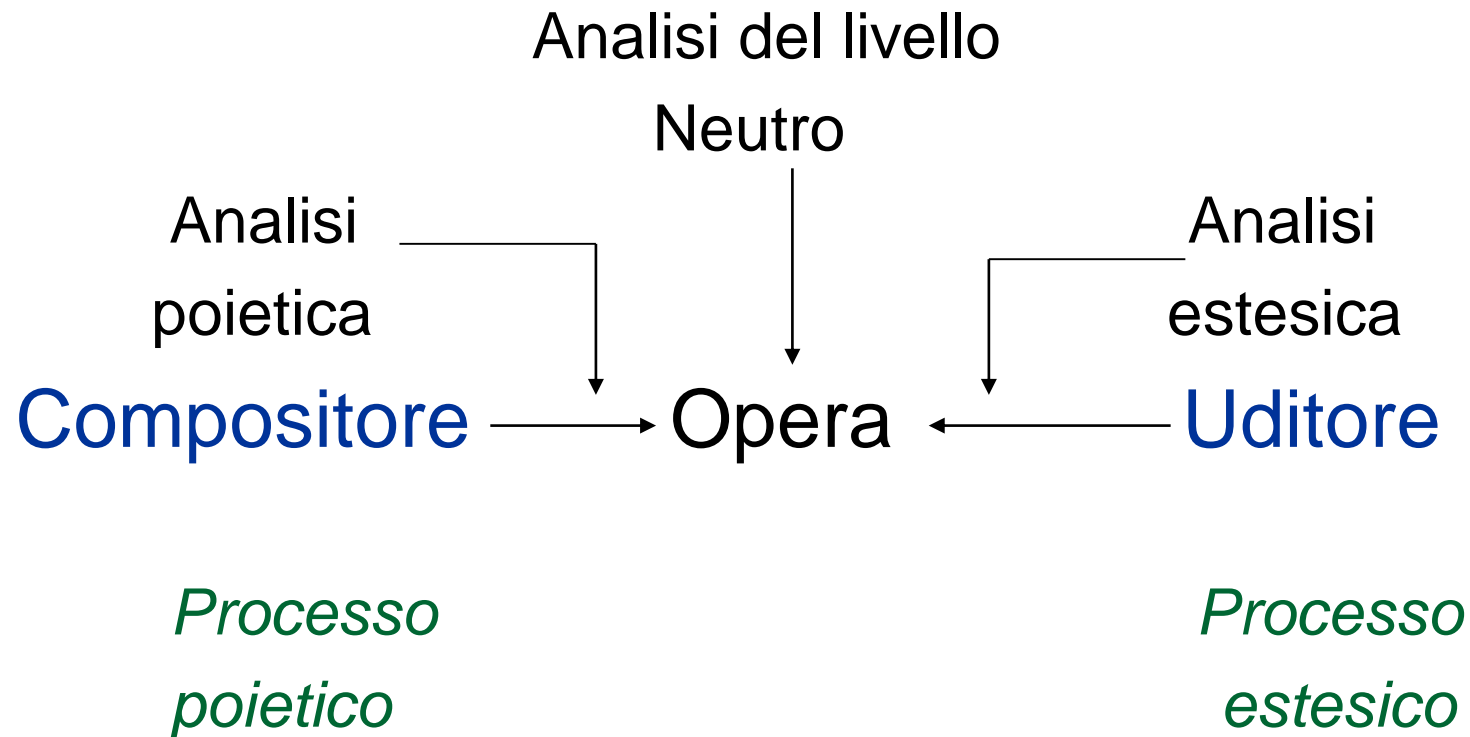 Analisi del livello
Neutro
Analisi
poietica
Analisi
estesica
Compositore
Opera
Uditore
Processo
poietico
Processo
estesico